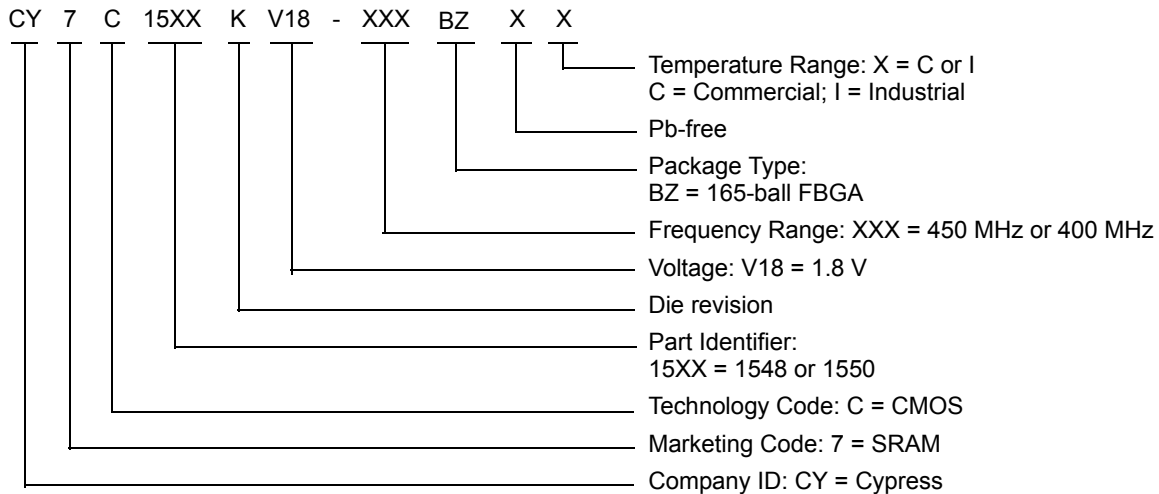 CY 7 C 15XX K V18 - XXX BZ X X
Temperature Range: X = C or I
C = Commercial; I = Industrial
Pb-free
Package Type:
BZ = 165-ball FBGA
Frequency Range: XXX = 450 MHz or 400 MHz
Voltage: V18 = 1.8 V
Die revision
Part Identifier:
15XX = 1548 or 1550
Technology Code: C = CMOS
Marketing Code: 7 = SRAM
Company ID: CY = Cypress